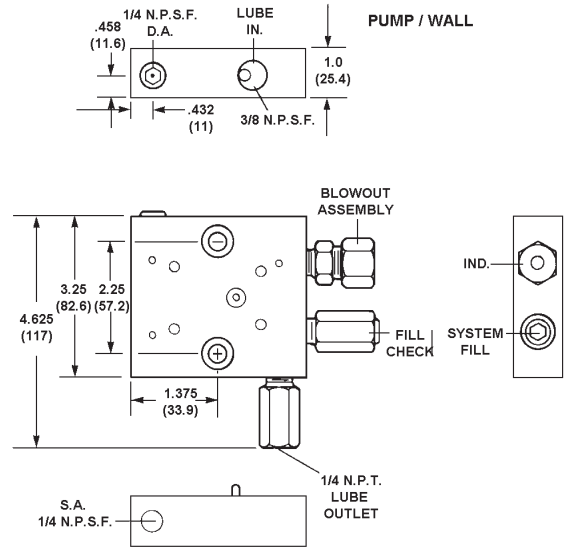 1/4 N.P.S.F.
D.A.
LUBE
IN.
PUMP / WALL
.458
(11.6)
1.0
(25.4)
.432
(11)
3/8 N.P.S.F.
BLOWOUT
ASSEMBLY
IND.
3.25
(82.6)
2.25
(57.2)
4.625
(117)
FILL
CHECK
SYSTEM
FILL
1.375
(33.9)
1/4 N.P.T.
LUBE
OUTLET
S.A.
1/4 N.P.S.F.